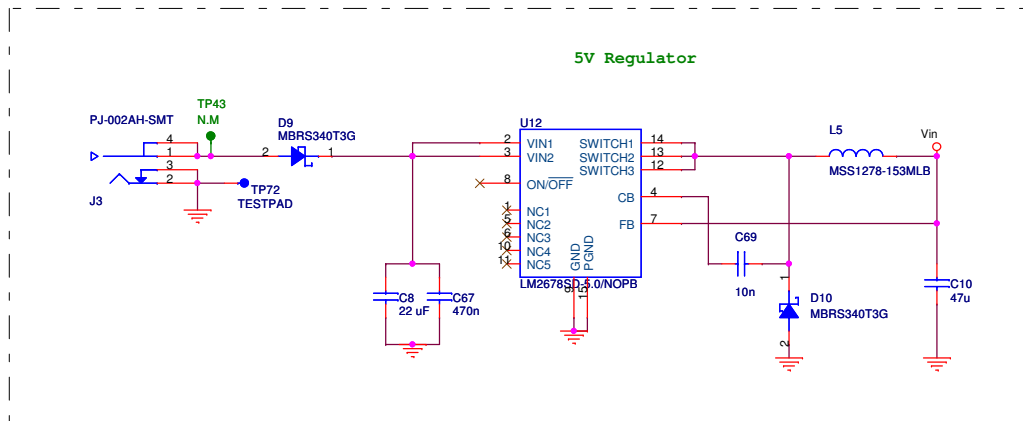 5V Regulator
TP43
N.M
PJ-002AH-SMT
4
1
3
2
J3
TP72
TESTPAD
D9
MBRS340T3G
2
1
U12
2
VIN1
3
VIN2
8
ON/OFF
1
NC1
5
NC2
6
NC3
10
NC4
11
NC5
SWITCH1
14
SWITCH2
13
SWITCH3
12
CB
4
FB
7
GND
PGND
9
15
LM2678SD-5.0/NOPB
C8
22 uF
C67
470n
C69
10n
1
D10
MBRS340T3G
2
L5
MSS1278-153MLB
Vin
C10
47u